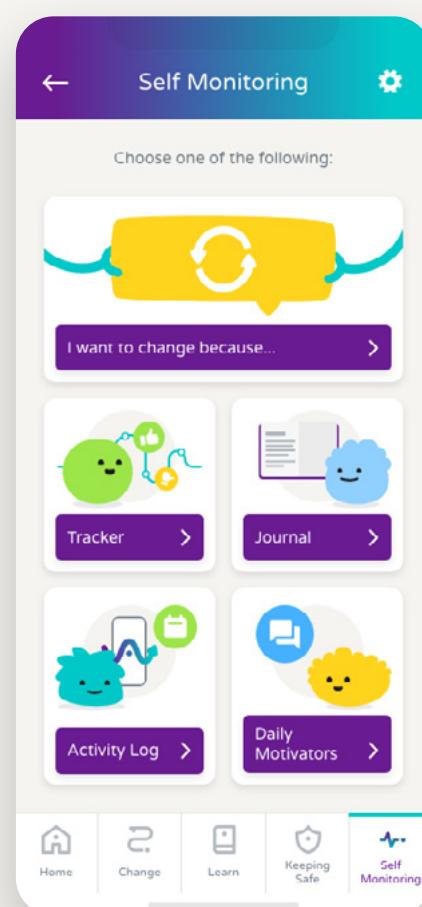 Self Monitoring
Choose one of the following:
I want to change because...
Tracker
Journal
Activity Log
Daily
Motivators
Home
Change
Learn
Keeping
Safe
Self
Monitoring